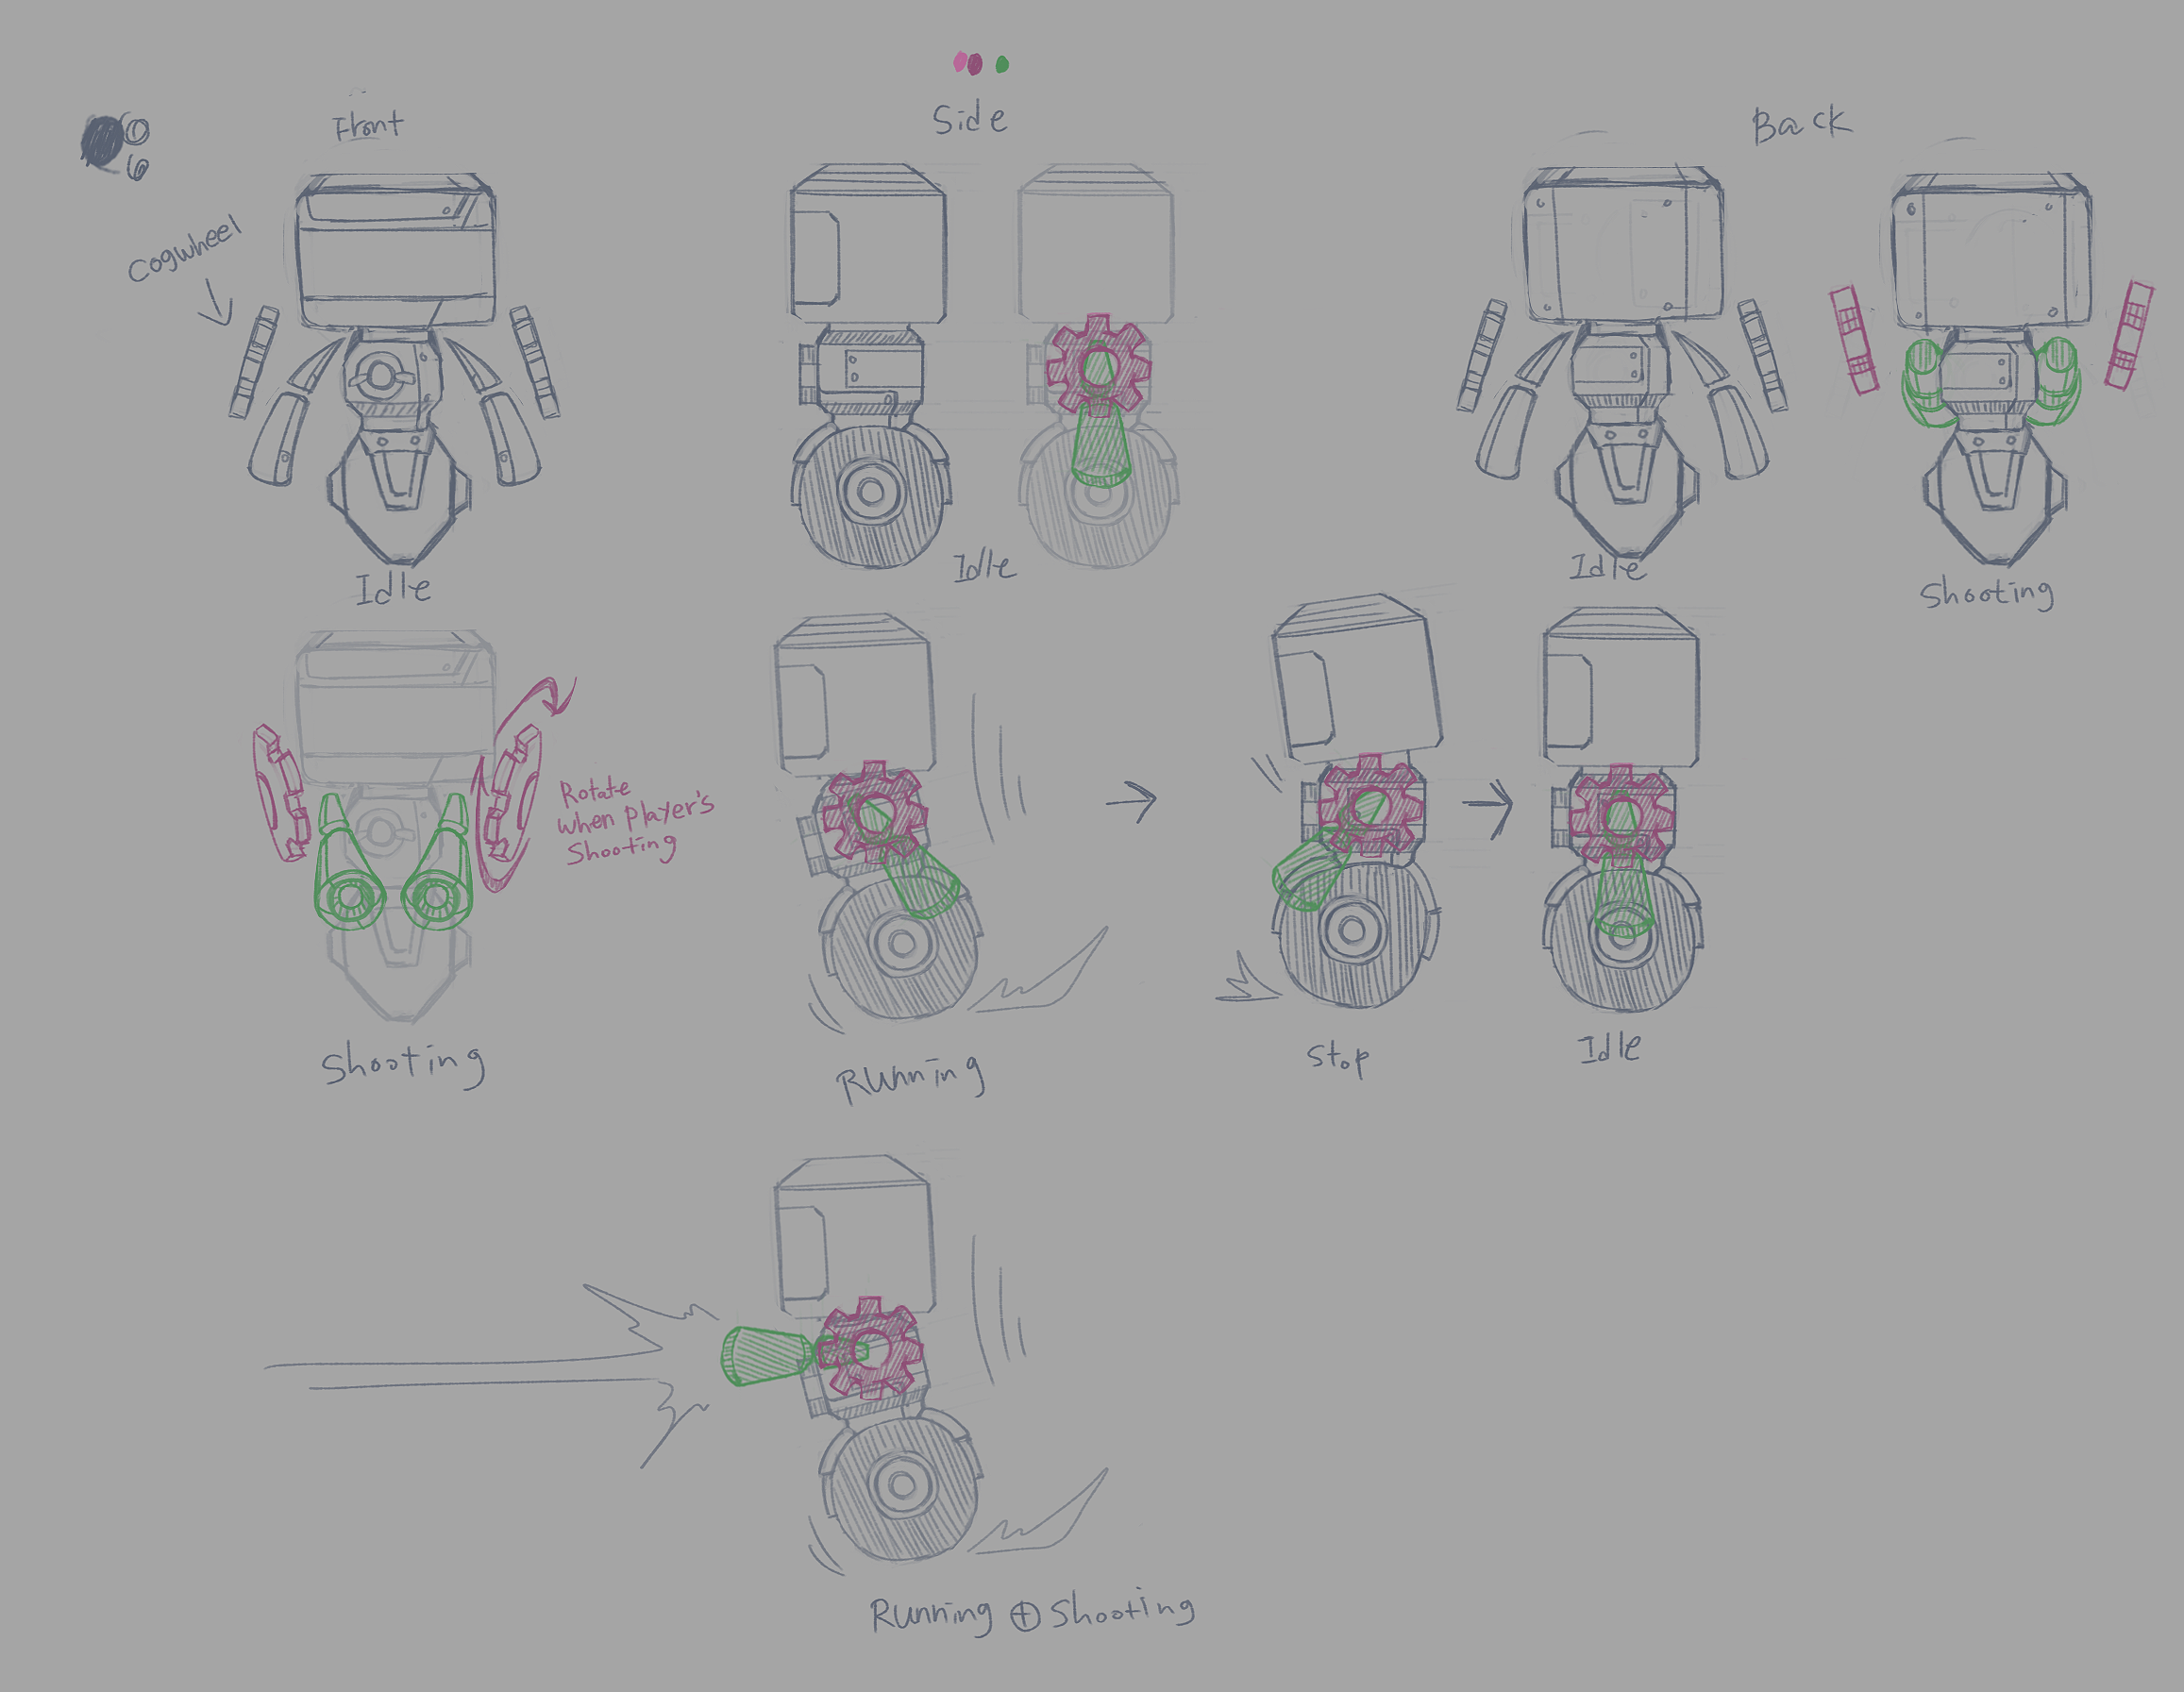 Front
Side
Back
Cogwheel
Idle
Idle
Idle
Shooting
Rotate
when player's
Shooting
Shooting
Running
Stop
Idle
Running + Shooting